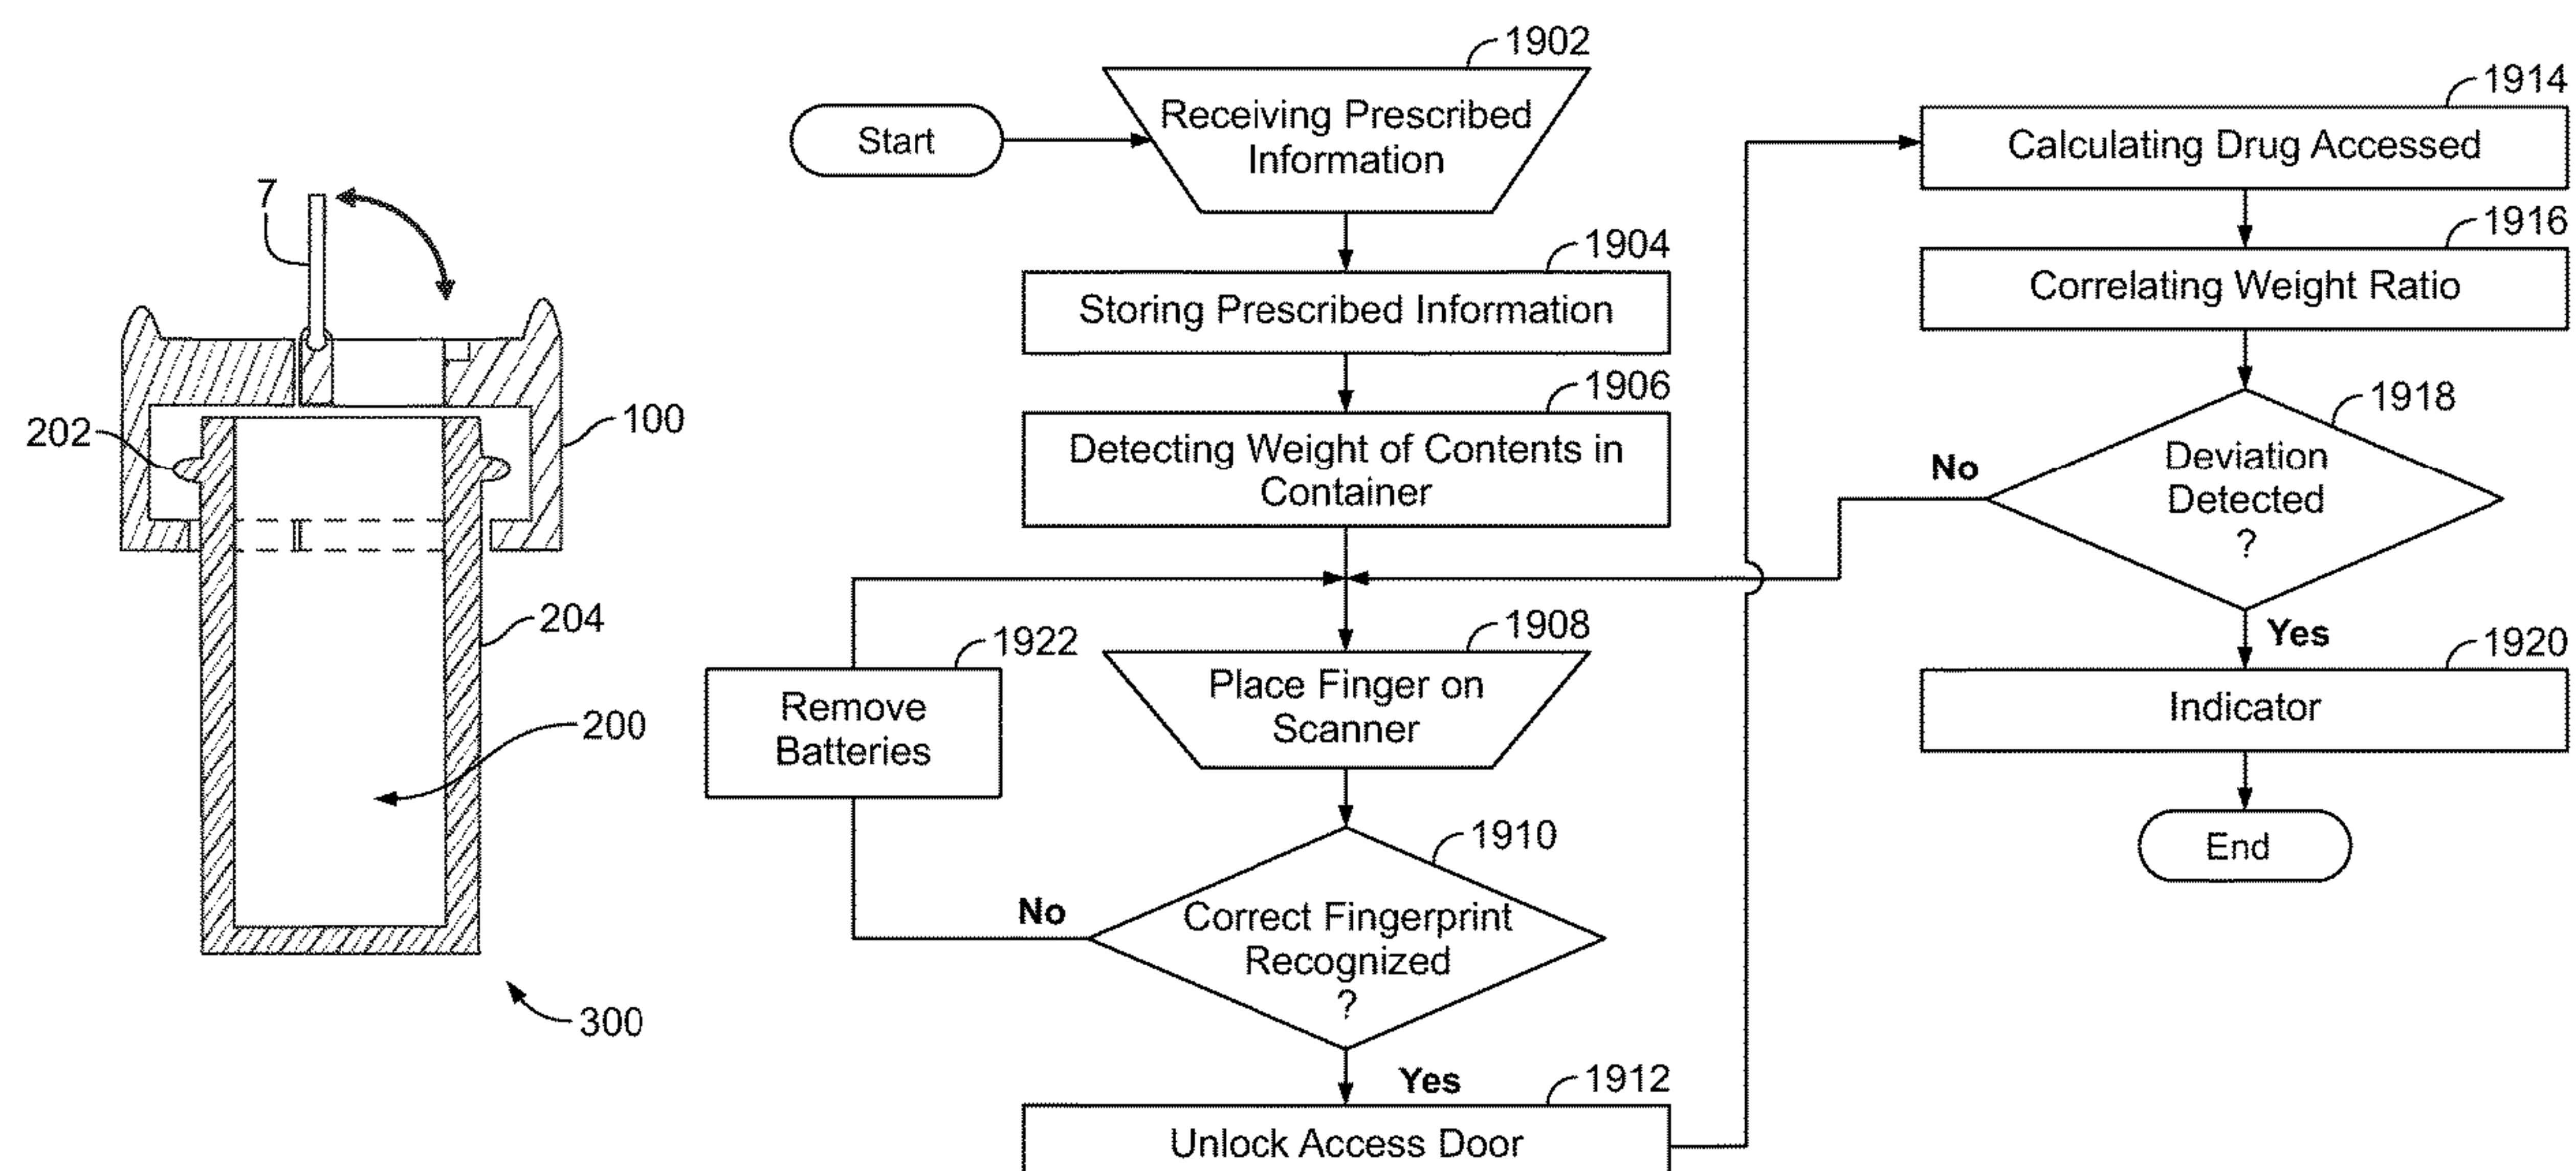 7
202
100
204
200
300
Start
1902
Receiving Prescribed
Information
1904
Storing Prescribed Information
1906
Detecting Weight of Contents in
Container
1922
Remove
Batteries
1908
Place Finger on
Scanner
1910
Correct Fingerprint
Recognized
?
No
Yes
1912
Unlock Access Door
1914
Calculating Drug Accessed
1916
Correlating Weight Ratio
1918
Deviation
Detected
?
No
Yes
1920
Indicator
End